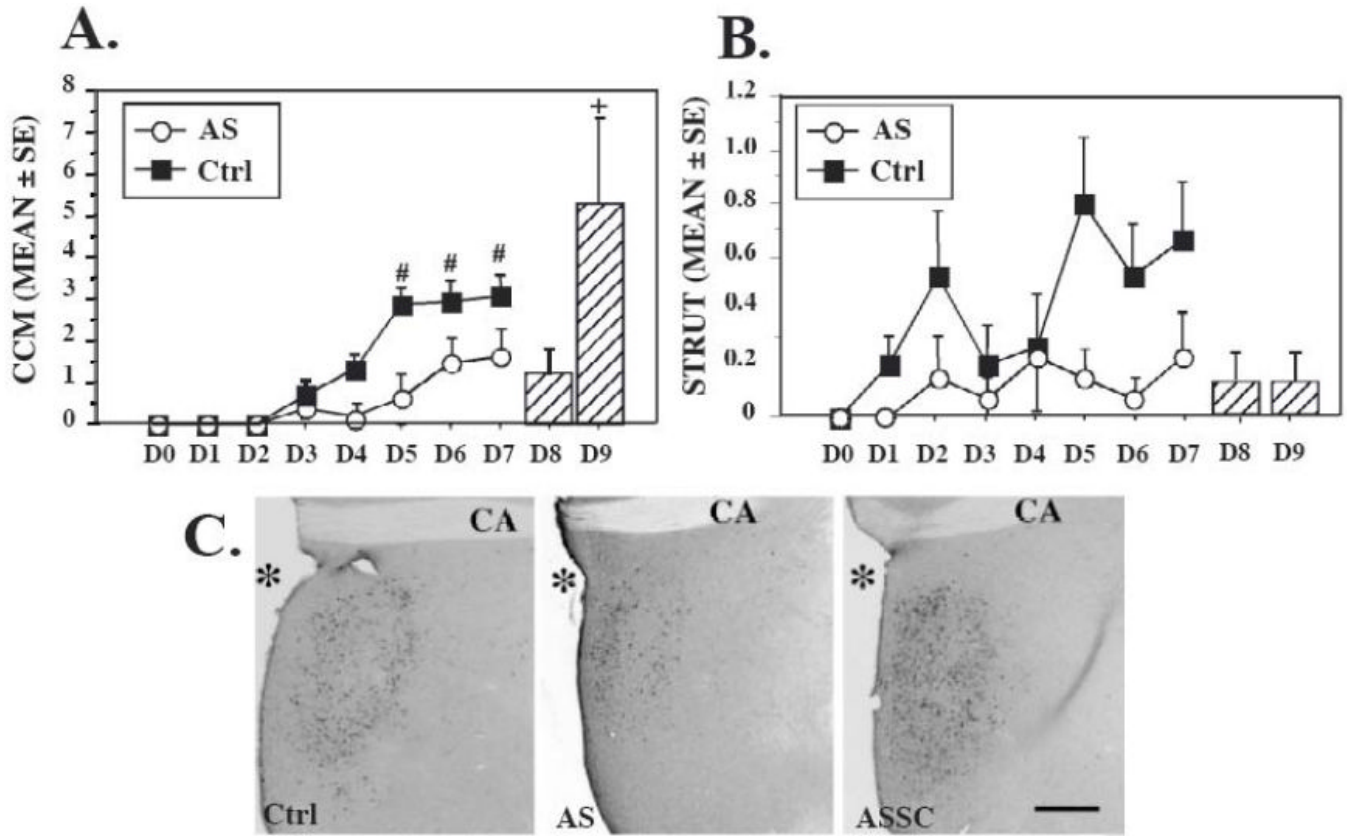 A.
CCM (MEAN ± SE)
8
7
6
5
4
3
2
1
0
AS
Ctrl
#
#
#
+
D0 D1 D2 D3 D4 D5 D6 D7 D8 D9
B.
STRUT (MEAN ± SE)
1.2
1.0
0.8
0.6
0.4
0.2
0
AS
Ctrl
D0 D1 D2 D3 D4 D5 D6 D7 D8 D9
C.
CA
*
Ctrl
CA
*
AS
CA
*
ASSC